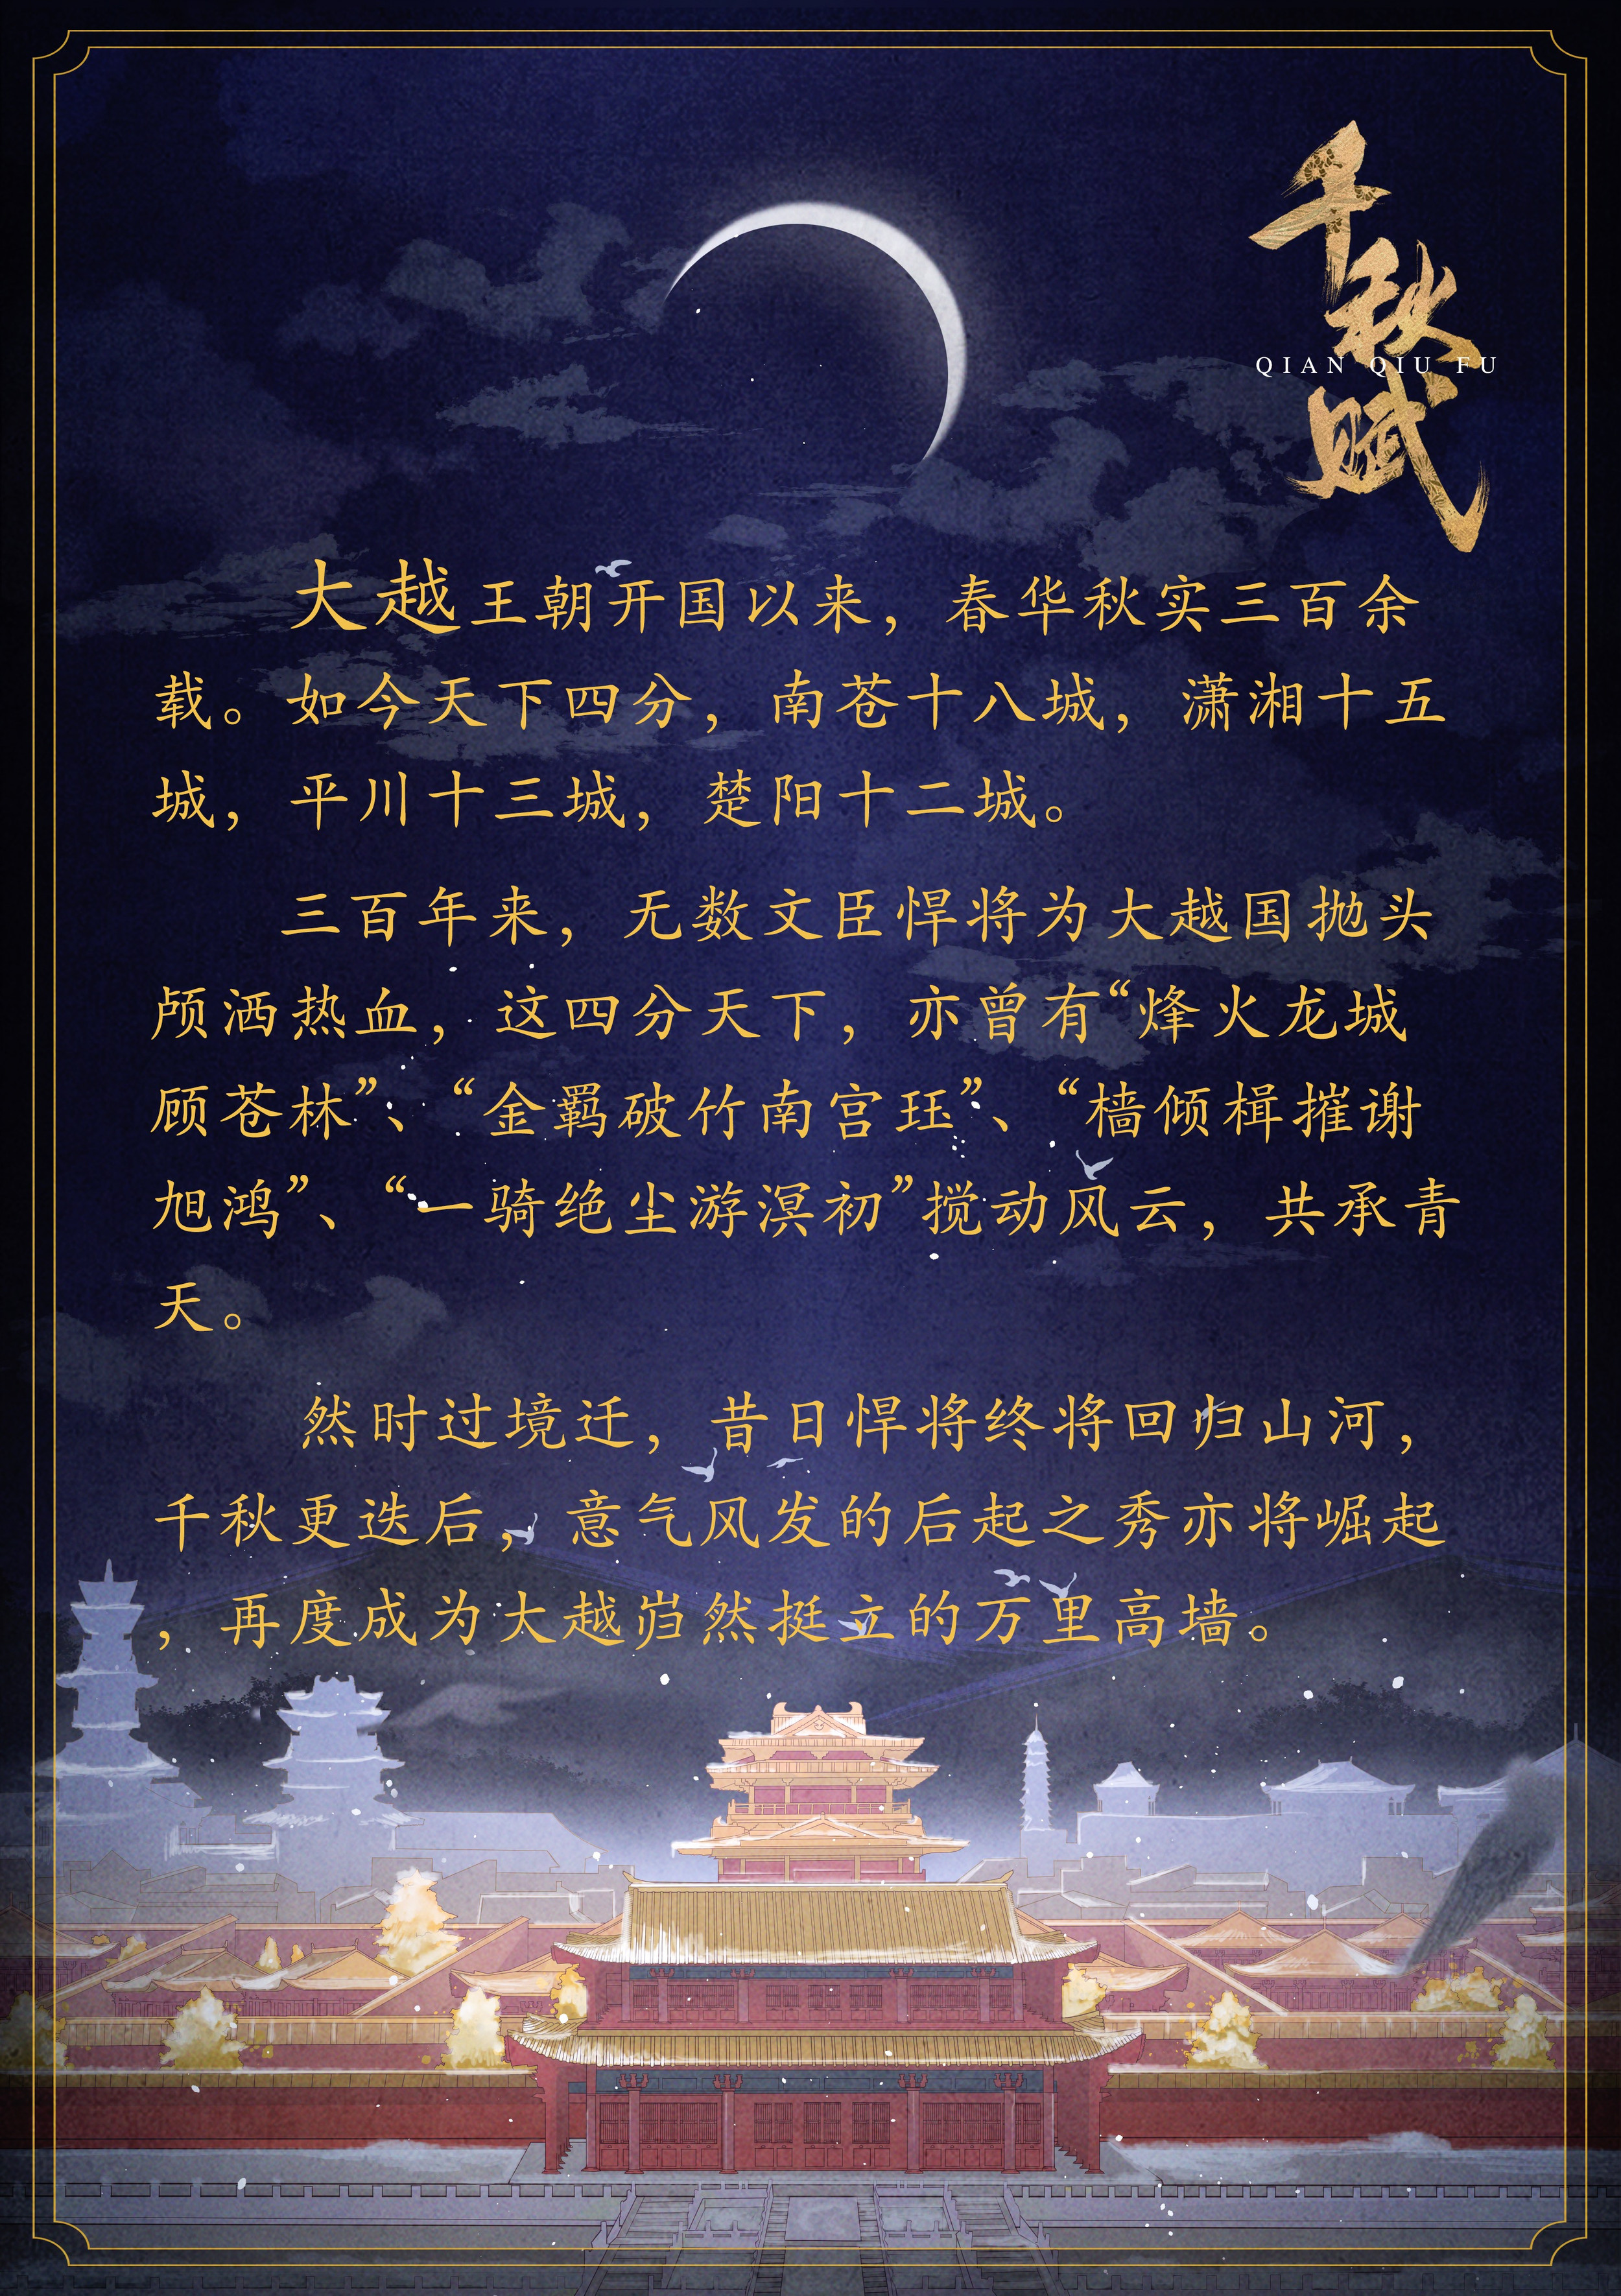 千秋赋
QIAN QIU FU
大越王朝开国以来，春华秋实三百余
载。如今天下四分，南苍十八城，潇湘十五
城，平川十三城，楚阳十二城。
三百年来，无数文臣悍将为大越国抛头
颅洒热血，这四分天下，亦曾有“烽火龙城
顾苍林”、“金羁破竹南宫珏”、“樯倾楫摧谢
旭鸿”、“一骑绝尘游溟初”搅动风云，共承青
天。
然时过境迁，昔日悍将终将回归山河，
千秋更迭后，意气风发的后起之秀亦将崛起
，再度成为大越岿然挺立的万里高墙。